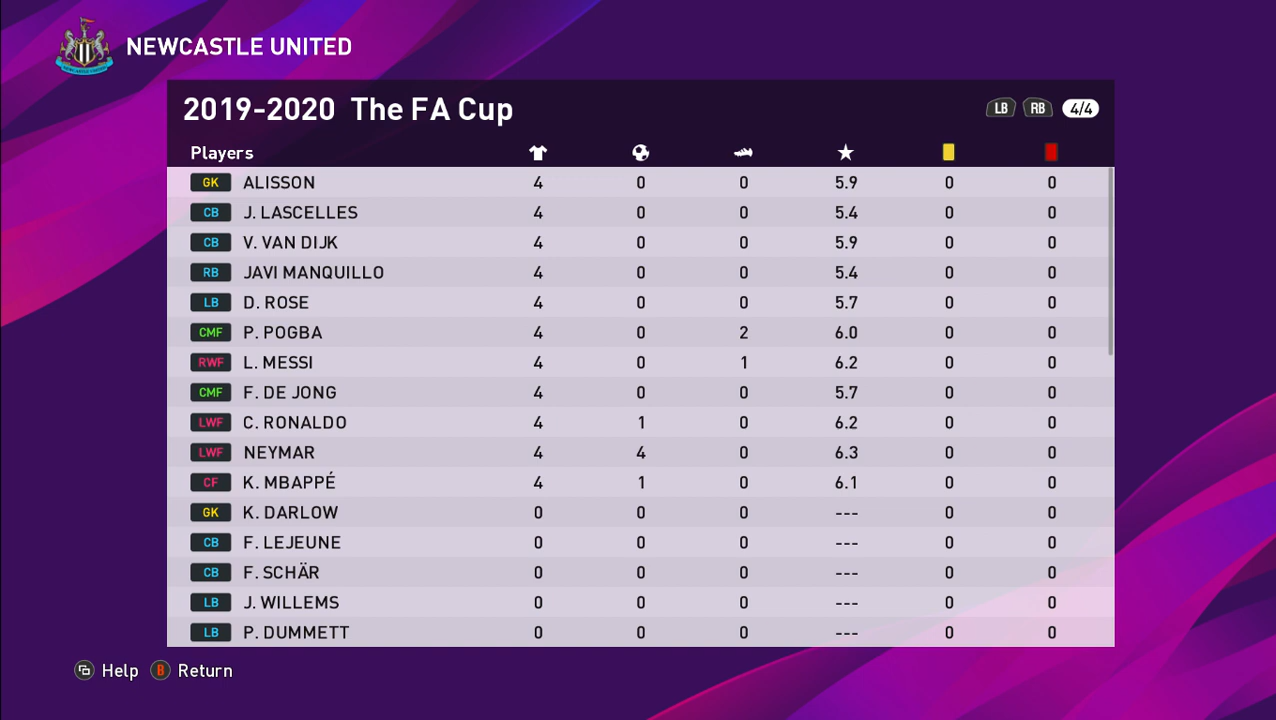 NEWCASTLE UNITED
2019-2020 The FA Cup LB RB 4/4
Players
GK ALISSON 4 0 0 5.9 0 0
CB J. LASCELLES 4 0 0 5.4 0 0
CB V. VAN DIJK 4 0 0 5.9 0 0
RB JAVI MANQUILLO 4 0 0 5.4 0 0
LB D. ROSE 4 0 0 5.7 0 0
CMF P. POGBA 4 0 2 6.0 0 0
RWF L. MESSI 4 0 1 6.2 0 0
CMF F. DE JONG 4 0 0 5.7 0 0
LWF C. RONALDO 4 1 0 6.2 0 0
LWF NEYMAR 4 4 0 6.3 0 0
CF K. MBAPPÉ 4 1 0 6.1 0 0
GK K. DARLOW 0 0 0 --- 0 0
CB F. LEJEUNE 0 0 0 --- 0 0
CB F. SCHÄR 0 0 0 --- 0 0
LB J. WILLEMS 0 0 0 --- 0 0
LB P. DUMMETT 0 0 0 --- 0 0
Help B Return